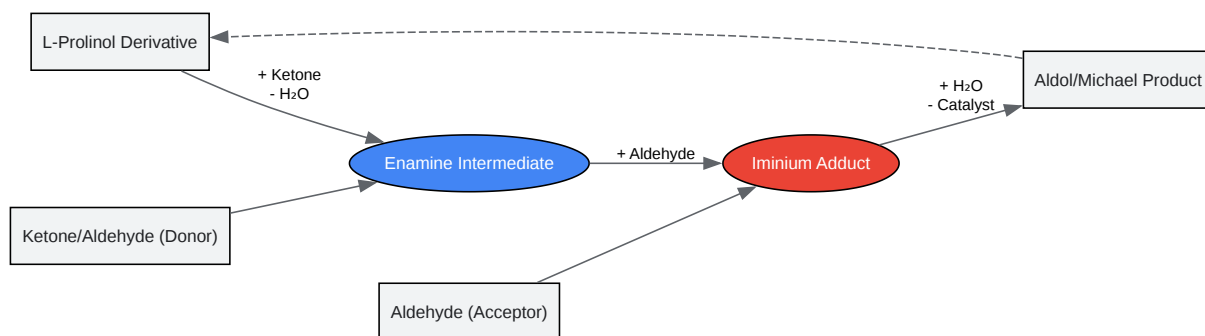 L-Prolinol Derivative
+ Ketone
- H₂O
Aldol/Michael Product
+ H₂O
- Catalyst
Enamine Intermediate
+ Aldehyde
Iminium Adduct
Ketone/Aldehyde (Donor)
Aldehyde (Acceptor)